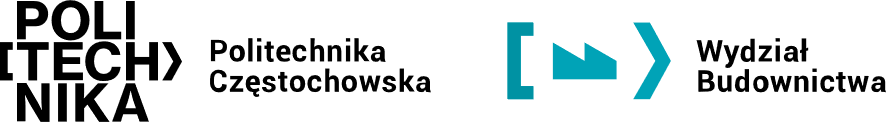 POLI
[TECH>
NIKA
Politechnika
Częstochowska
Wydział
Budownictwa